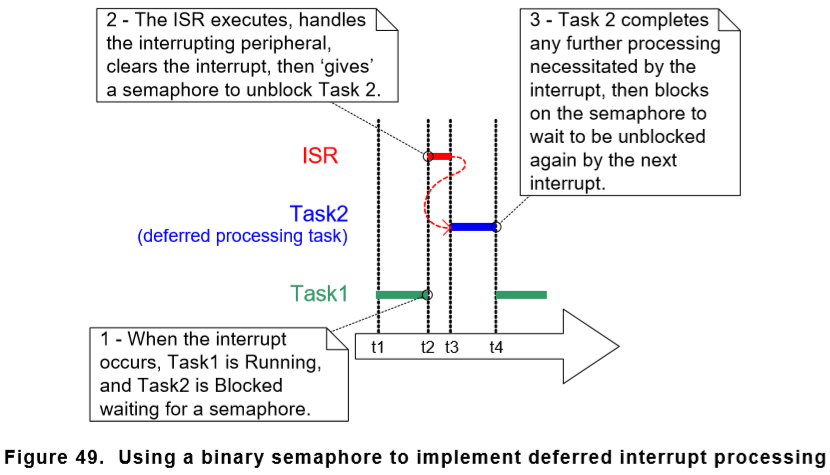 2 - The ISR executes, handles
the interrupting peripheral,
clears the interrupt, then ‘gives’
a semaphore to unblock Task 2.
3 - Task 2 completes
any further processing
necessitated by the
interrupt, then blocks
on the semaphore to
wait to be unblocked
again by the next
interrupt.
ISR
Task2
(deferred processing task)
Task1
1 - When the interrupt
occurs, Task1 is Running,
and Task2 is Blocked
waiting for a semaphore.
t1 t2 t3 t4
Figure 49. Using a binary semaphore to implement deferred interrupt processing